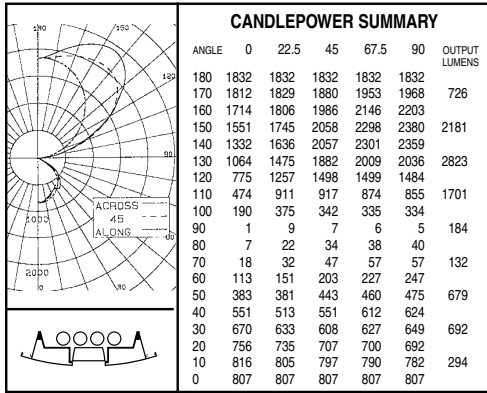 CANDLEPOWER SUMMARY
ANGLE 0 22.5 45 67.5 90 OUTPUT LUMENS
180 1832 1832 1832 1832 1832
170 1812 1829 1880 1953 1968 726
160 1714 1806 1986 2146 2203
150 1551 1745 2058 2298 2380 2181
140 1332 1636 2057 2301 2359
130 1064 1475 1882 2009 2036 2823
120 775 1257 1498 1499 1484
110 474 911 917 874 855 1701
100 190 375 342 335 334
90 1 9 7 6 5 184
80 7 22 34 38 40
70 18 32 47 57 57 132
60 113 151 203 227 247
50 383 381 443 460 475 679
40 551 513 551 612 624
30 670 633 608 627 649 692
20 756 735 707 700 692
10 816 805 797 790 782 294
0 807 807 807 807 807
150
120
90
ACROSS
45
ALONG
1000
2000